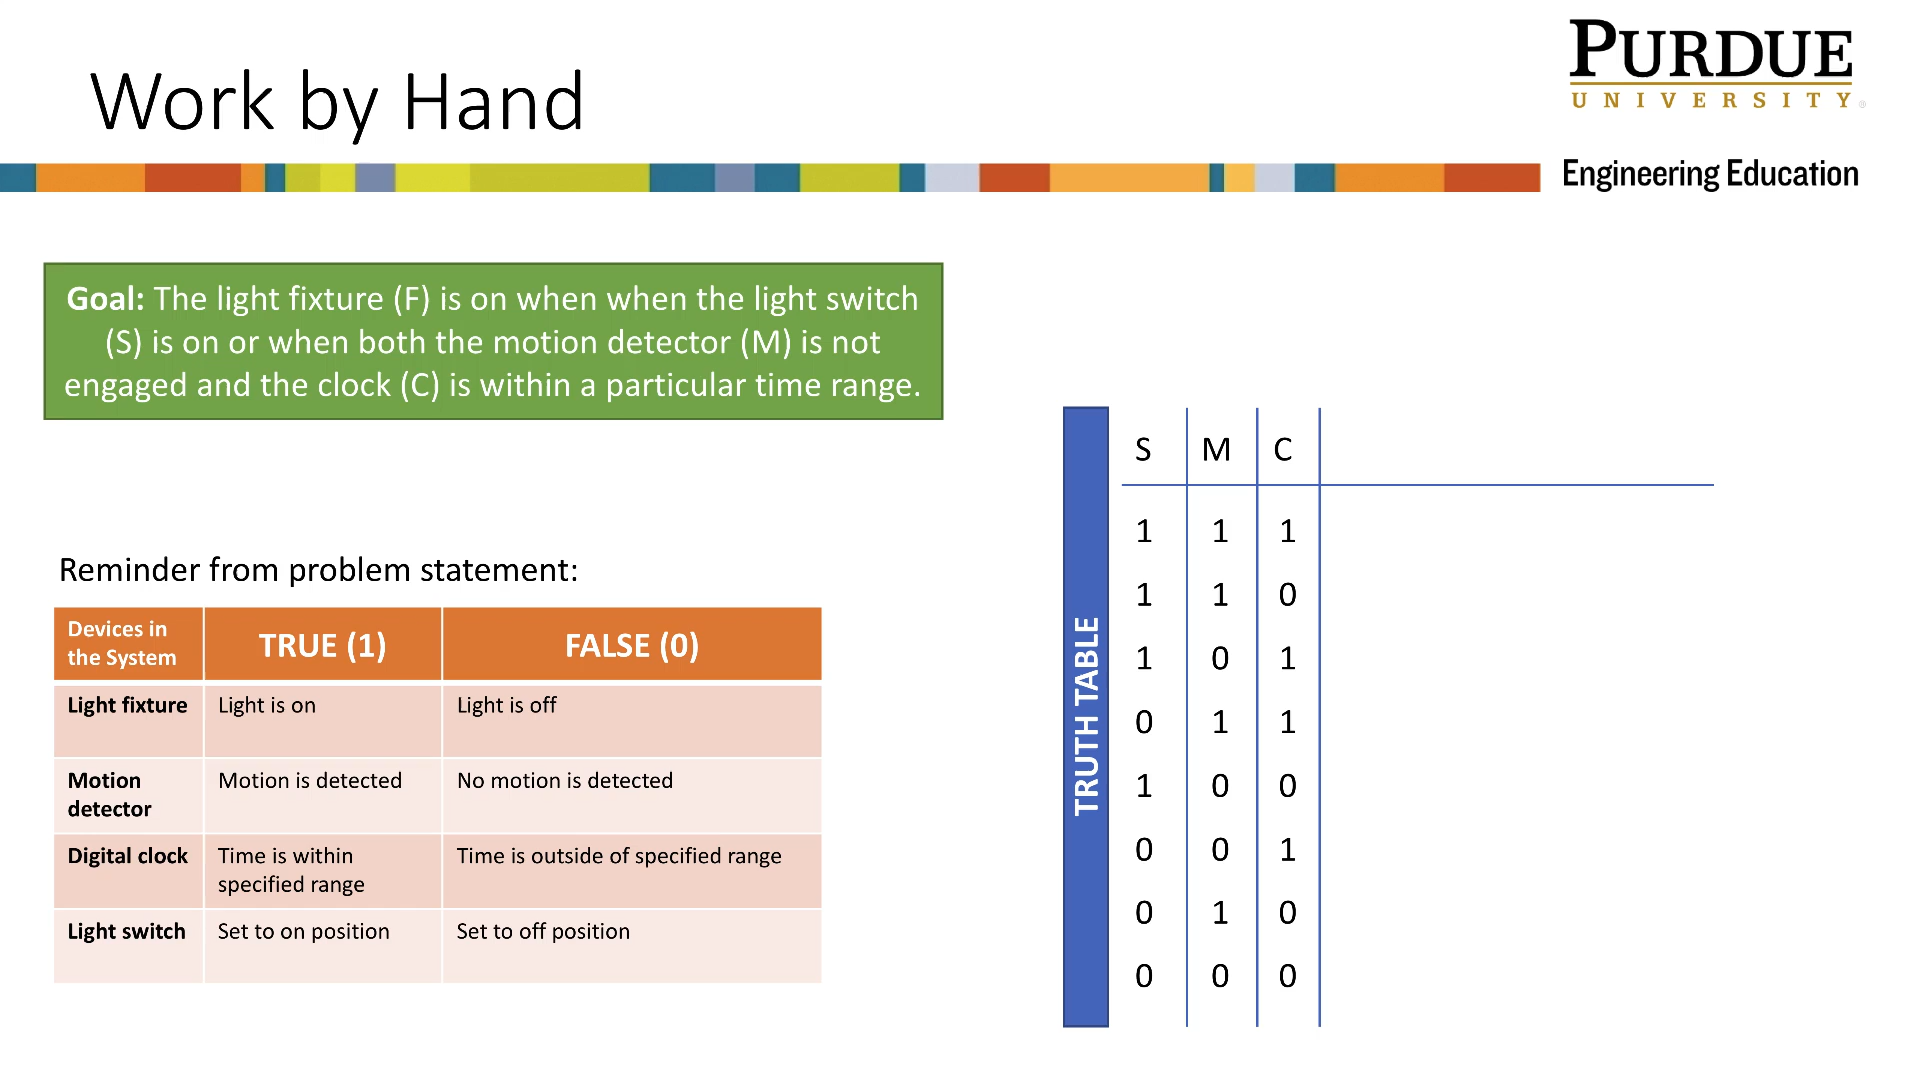 Work by Hand
PURDUE
UNIVERSITY®
Engineering Education
Goal: The light fixture (F) is on when when the light switch
(S) is on or when both the motion detector (M) is not
engaged and the clock (C) is within a particular time range.
Reminder from problem statement:
Devices in
the System
TRUE (1)
FALSE (0)
Light fixture
Light is on
Light is off
Motion
detector
Motion is detected
No motion is detected
Digital clock
Time is within
specified range
Time is outside of specified range
Light switch
Set to on position
Set to off position
TRUTH TABLE
S M C
1 1 1
1 1 0
1 0 1
0 1 1
1 0 0
0 0 1
0 1 0
0 0 0